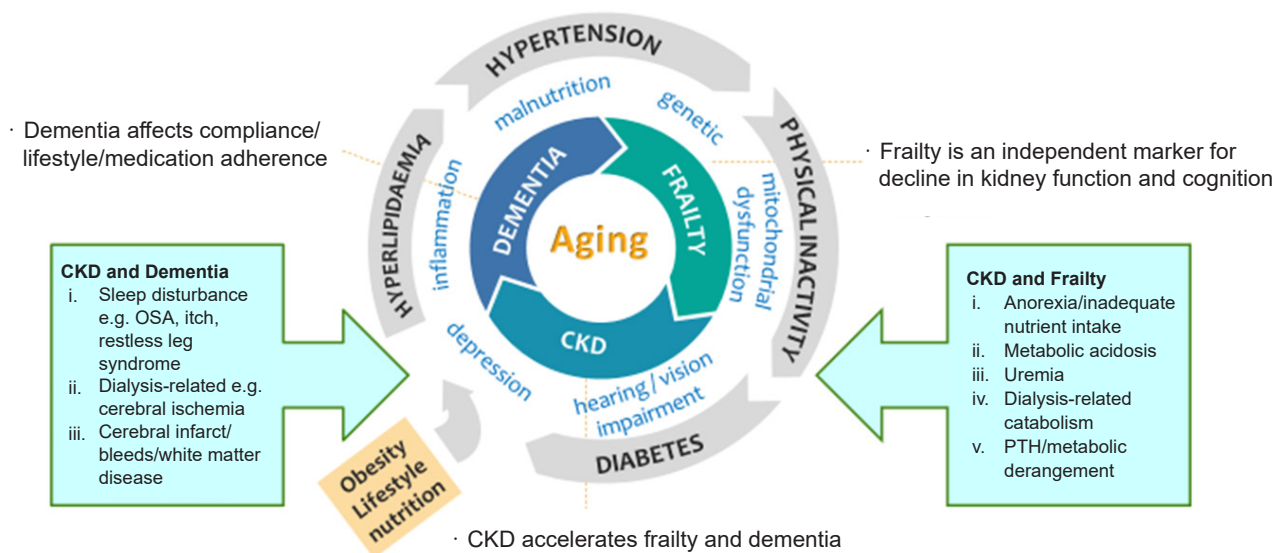 HYPERTENSION
malnutrition
genetic
· Dementia affects compliance/
lifestyle/medication adherence
· Frailty is an independent marker for
decline in kidney function and cognition
HYPERLIPIDAEMIA
inflammation
DEMENTIA
FRAILTY
mitochondrial
dysfunction
PHYSICAL INACTIVITY
Aging
CKD
CKD and Dementia
i. Sleep disturbance
e.g. OSA, itch,
restless leg
syndrome
ii. Dialysis-related e.g.
cerebral ischemia
iii. Cerebral infarct/
bleeds/white matter
disease
CKD and Frailty
i. Anorexia/inadequate
nutrient intake
ii. Metabolic acidosis
iii. Uremia
iv. Dialysis-related
catabolism
v. PTH/metabolic
derangement
depression
hearing/vision
impairment
DIABETES
Obesity
Lifestyle
nutrition
· CKD accelerates frailty and dementia